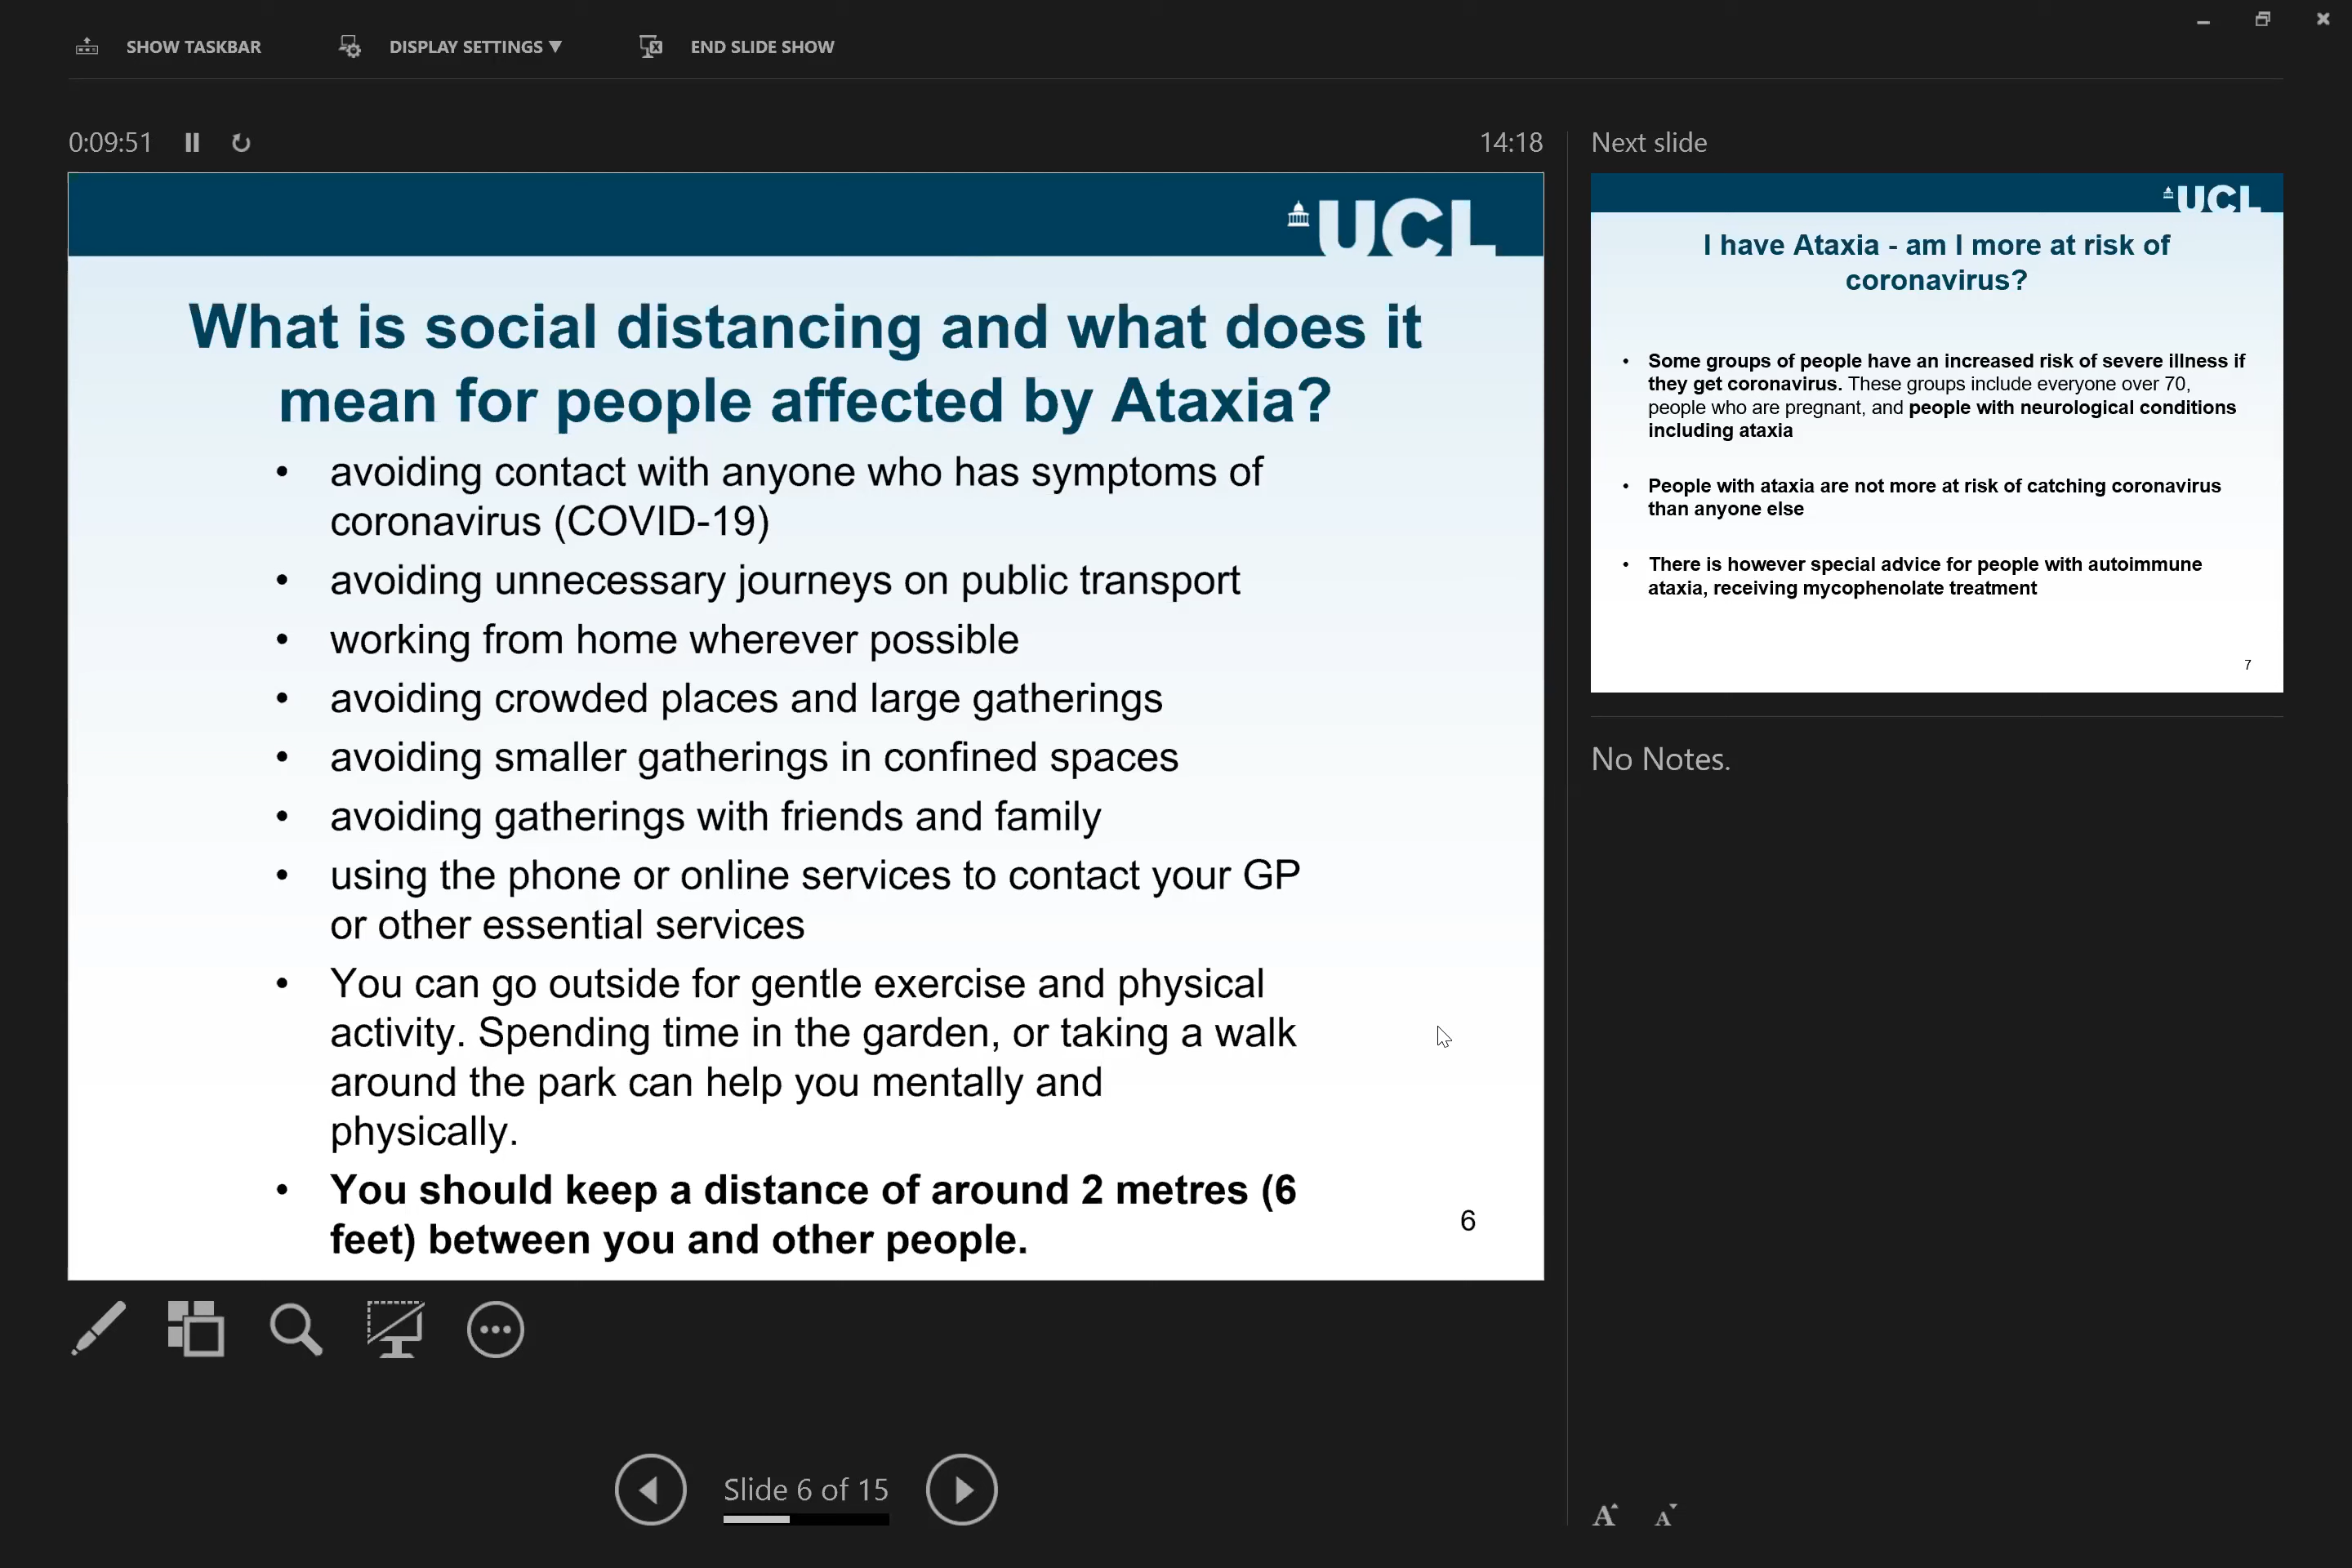 SHOW TASKBAR
DISPLAY SETTINGS ▼
END SLIDE SHOW
0:09:51
14:18
UCL
What is social distancing and what does it
mean for people affected by Ataxia?
• avoiding contact with anyone who has symptoms of
coronavirus (COVID-19)
• avoiding unnecessary journeys on public transport
• working from home wherever possible
• avoiding crowded places and large gatherings
• avoiding smaller gatherings in confined spaces
• avoiding gatherings with friends and family
• using the phone or online services to contact your GP
or other essential services
• You can go outside for gentle exercise and physical
activity. Spending time in the garden, or taking a walk
around the park can help you mentally and
physically.
• You should keep a distance of around 2 metres (6
feet) between you and other people.
6
Slide 6 of 15
Next slide
UCL
I have Ataxia - am I more at risk of
coronavirus?
• Some groups of people have an increased risk of severe illness if
they get coronavirus. These groups include everyone over 70,
people who are pregnant, and people with neurological conditions
including ataxia
• People with ataxia are not more at risk of catching coronavirus
than anyone else
• There is however special advice for people with autoimmune
ataxia, receiving mycophenolate treatment
7
No Notes.
A A